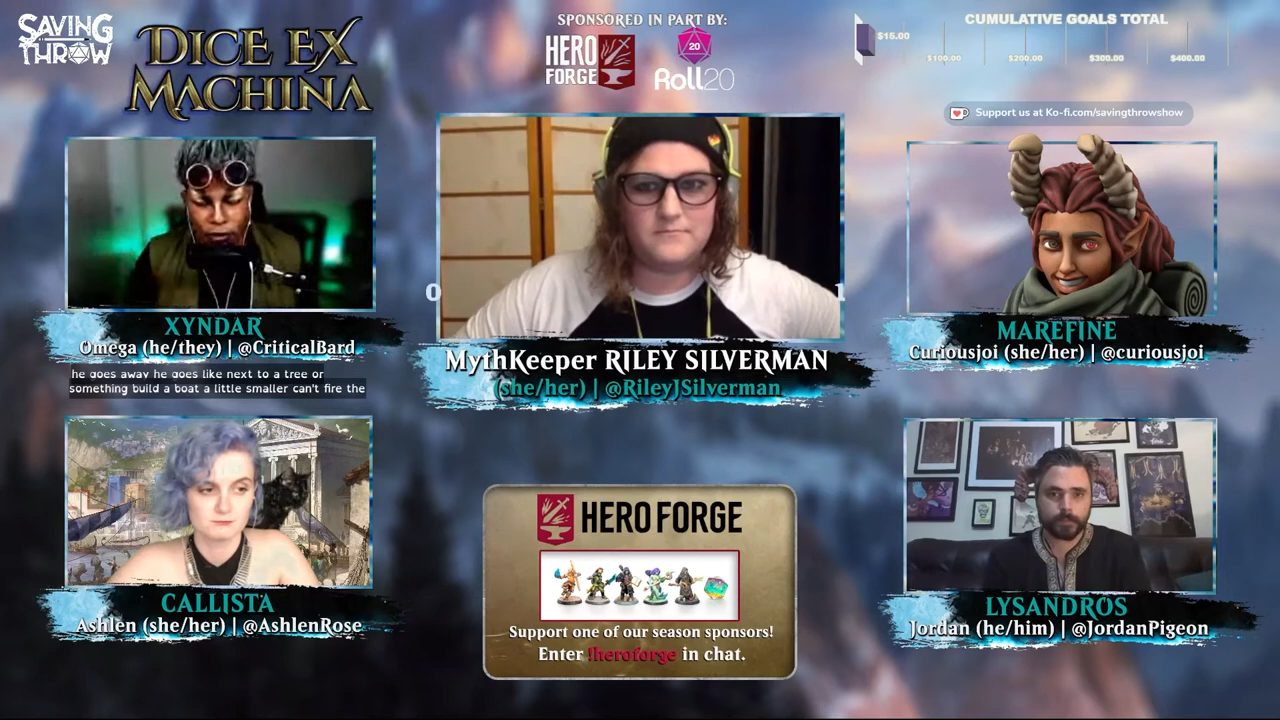 SAVING
THROW
DICE EX
MACHINA
SPONSORED IN PART BY:
HERO
FORGE
20
Roll20
CUMULATIVE GOALS TOTAL
$15.00
$100.00
$200.00
$300.00
$400.00
Support us at Ko-fi.com/savingthrowshow
XYNDAR
Omega (he/they) | @CriticalBard
he goes away he goes like next to a tree or
something build a boat a little smaller can't fire the
0
1
MythKeeper RILEY SILVERMAN
(she/her) | @RileyJSilverman
MAREFINE
Curiousjoi (she/her) | @curiousjoi
CALLISTA
Ashlen (she/her) | @AshlenRose
HERO FORGE
Support one of our season sponsors!
Enter !heroforge in chat.
LYSANDROS
Jordan (he/him) | @JordanPigeon